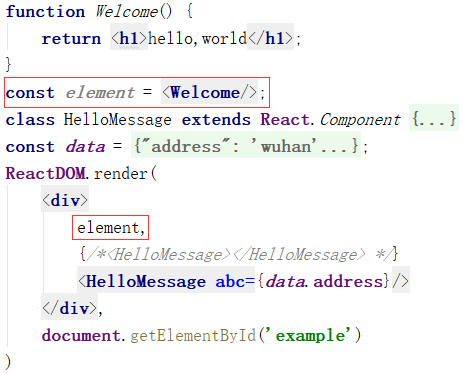 function Welcome() {
    return <h1>hello,world</h1>;
}
const element = <Welcome/>;
class HelloMessage extends React.Component {...}
const data = {"address": 'wuhan'...};
ReactDOM.render(
    <div>
        element,
        {/*<HelloMessage></HelloMessage> */}
        <HelloMessage abc={data.address}/>
    </div>,
    document.getElementById('example')
)